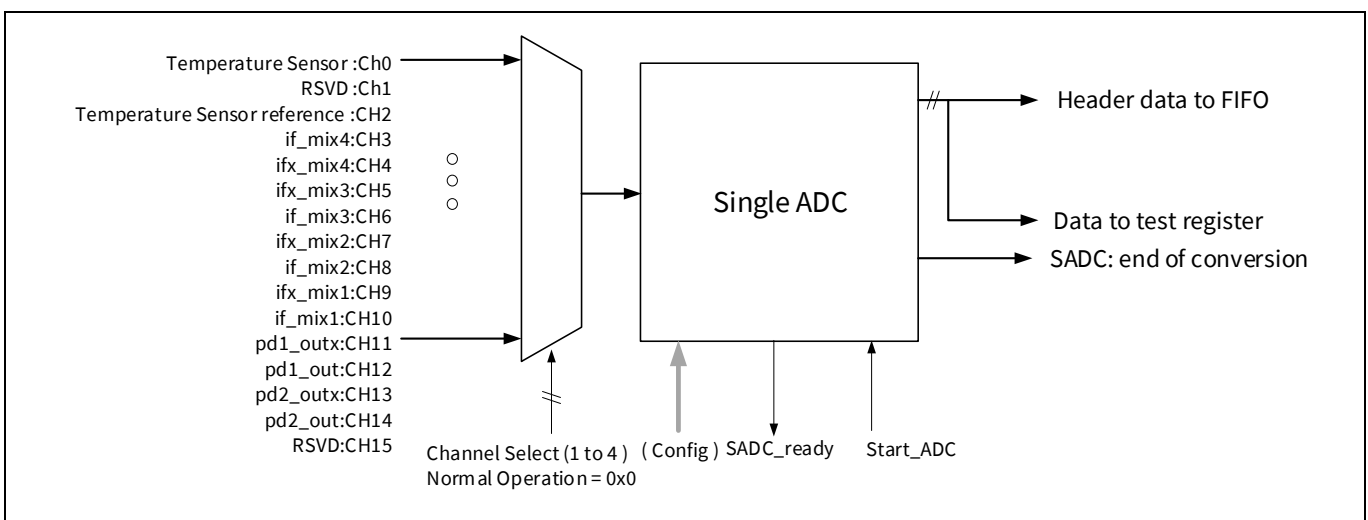 Temperature Sensor :Ch0
RSVD :Ch1
Temperature Sensor reference :CH2
if_mix4:CH3
ifx_mix4:CH4
ifx_mix3:CH5
if_mix3:CH6
ifx_mix2:CH7
if_mix2:CH8
ifx_mix1:CH9
if_mix1:CH10
pd1_outx:CH11
pd1_out:CH12
pd2_outx:CH13
pd2_out:CH14
RSVD:CH15
Channel Select (1 to 4 )
Normal Operation = 0x0
( Config )
SADC_ready
Start_ADC
Single ADC
Header data to FIFO
Data to test register
SADC: end of conversion